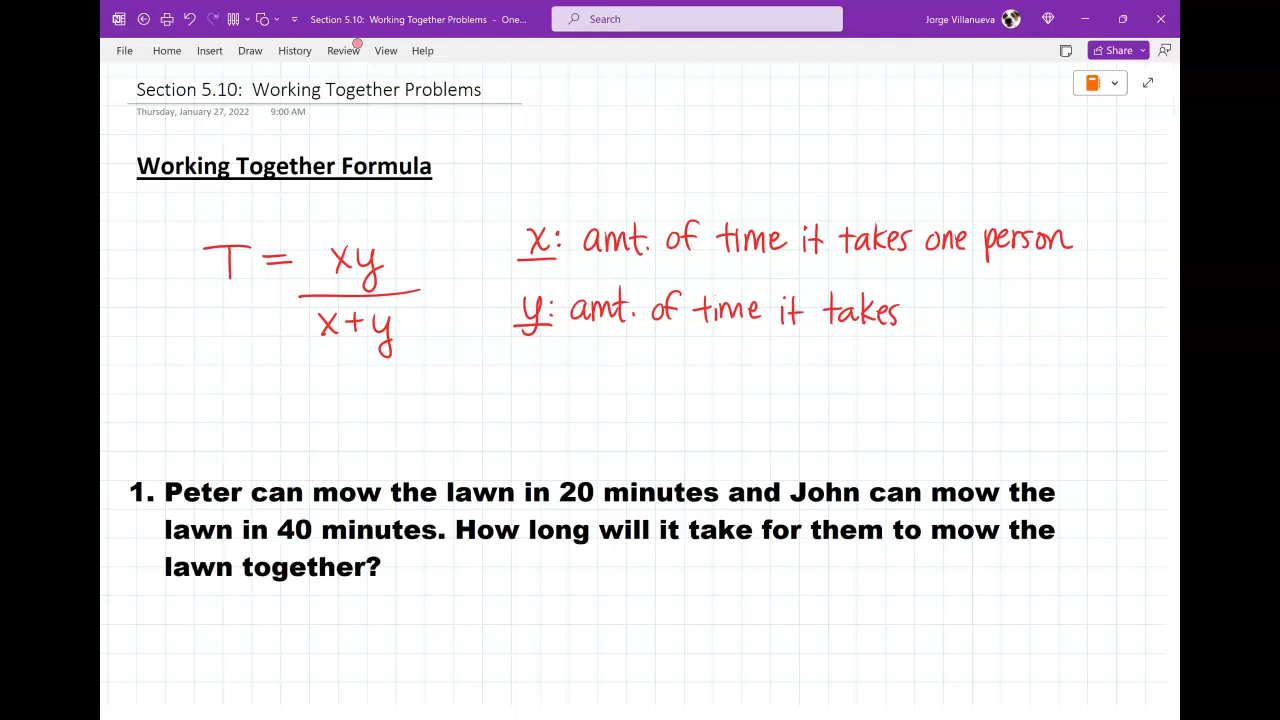 Section 5.10: Working Together Problems - One...
Search
Jorge Villanueva
File Home Insert Draw History Review View Help
Share
Section 5.10: Working Together Problems
Thursday, January 27, 2022 9:00 AM
Working Together Formula
T = xy / x+y
x: amt. of time it takes one person
y: amt. of time it takes
1. Peter can mow the lawn in 20 minutes and John can mow the
lawn in 40 minutes. How long will it take for them to mow the
lawn together?